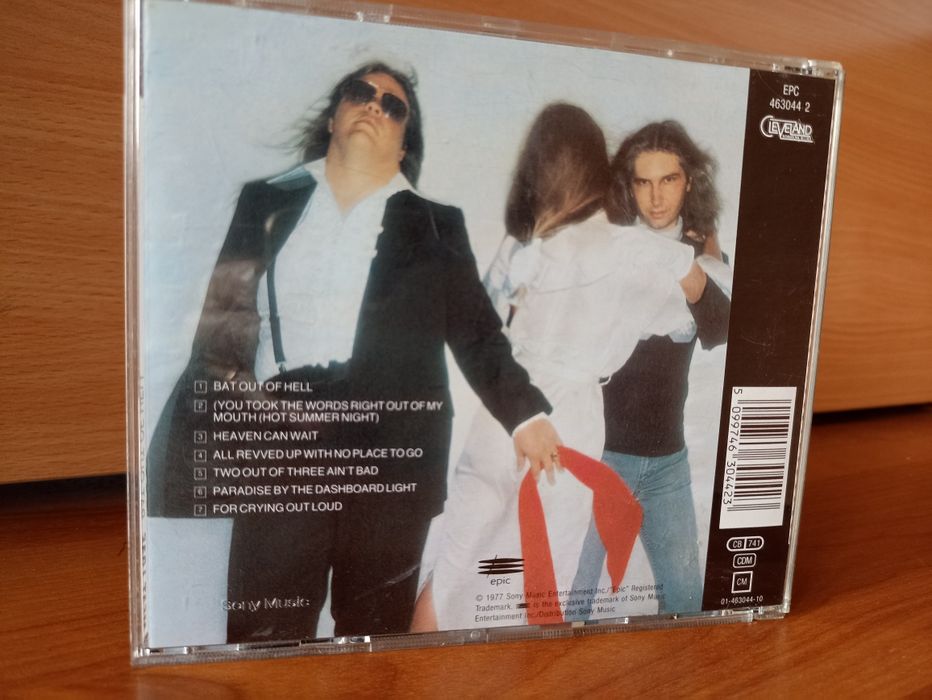 EPC
463044 2
CLEVELAND
1 BAT OUT OF HELL
2 (YOU TOOK THE WORDS RIGHT OUT OF MY
MOUTH (HOT SUMMER NIGHT)
3 HEAVEN CAN WAIT
4 ALL REVVED UP WITH NO PLACE TO GO
5 TWO OUT OF THREE AIN'T BAD
6 PARADISE BY THE DASHBOARD LIGHT
7 FOR CRYING OUT LOUD
5 099746 304423
epic
Sony Music
© 1977 Sony Music Entertainment Inc./"Epic" Registered
Trademark. is the exclusive trademark of Sony Music
Entertainment Inc./Distribution Sony Music
CB 741
CDM
CM
01-463044-10